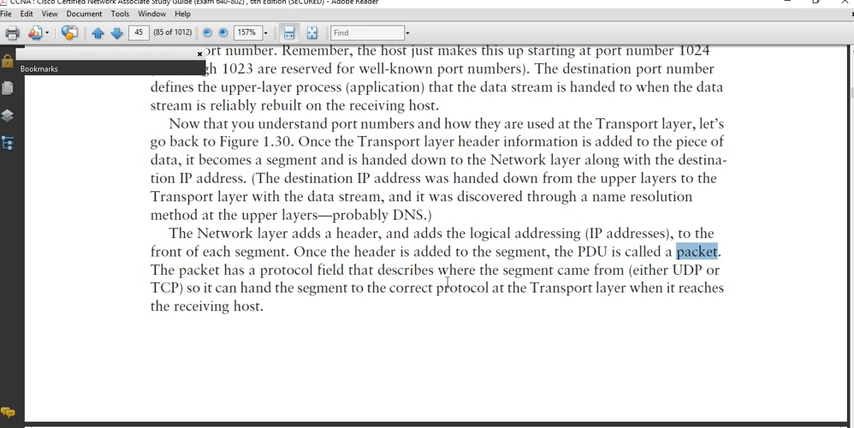 CCNA : Cisco Certified Network Associate Study Guide (Exam 640-802) , 6th Edition (SECURED) - Adobe Reader
File Edit View Document Tools Window Help
45 (85 of 1012) 157% Find
Bookmarks
port number. Remember, the host just makes this up starting at port number 1024
gh 1023 are reserved for well-known port numbers). The destination port number
defines the upper-layer process (application) that the data stream is handed to when the data
stream is reliably rebuilt on the receiving host.
Now that you understand port numbers and how they are used at the Transport layer, let's
go back to Figure 1.30. Once the Transport layer header information is added to the piece of
data, it becomes a segment and is handed down to the Network layer along with the destina-
tion IP address. (The destination IP address was handed down from the upper layers to the
Transport layer with the data stream, and it was discovered through a name resolution
method at the upper layers—probably DNS.)
The Network layer adds a header, and adds the logical addressing (IP addresses), to the
front of each segment. Once the header is added to the segment, the PDU is called a packet.
The packet has a protocol field that describes where the segment came from (either UDP or
TCP) so it can hand the segment to the correct protocol at the Transport layer when it reaches
the receiving host.